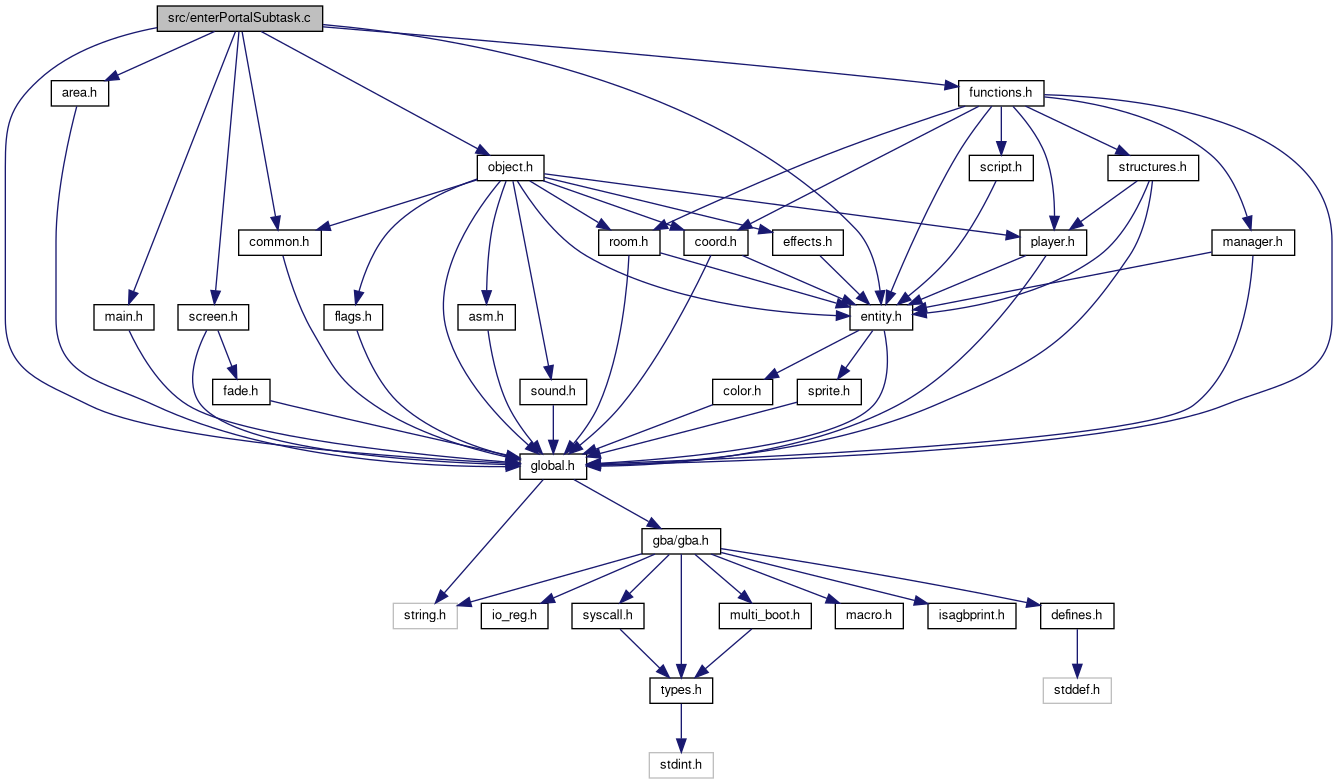 src/enterPortalSubtask.c
area.h
functions.h
object.h
script.h
structures.h
common.h
room.h
coord.h
effects.h
player.h
manager.h
main.h
screen.h
flags.h
asm.h
entity.h
fade.h
sound.h
color.h
sprite.h
global.h
gba/gba.h
string.h
io_reg.h
syscall.h
multi_boot.h
macro.h
isagbprint.h
defines.h
types.h
stddef.h
stdint.h